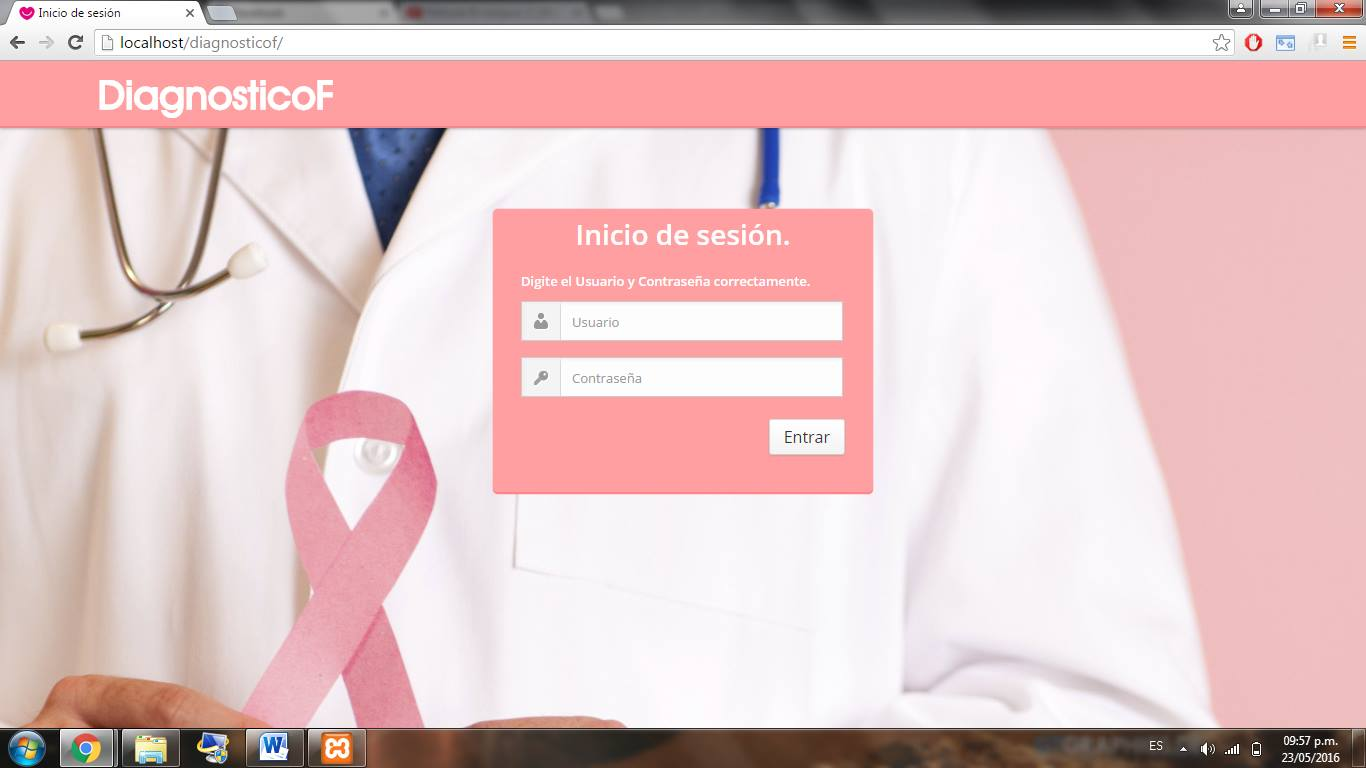 Inicio de sesión
localhost/diagnosticof/
DiagnosticoF
Inicio de sesión.
Digite el Usuario y Contraseña correctamente.
Usuario
Contraseña
Entrar
ES
09:57 p.m.
23/05/2016